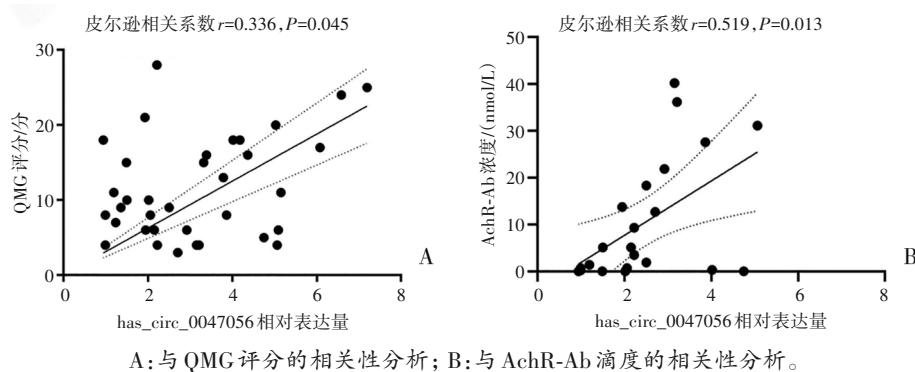 皮尔逊相关系数r=0.336,P=0.045
30
20
10
0
QMG评分/分
0 2 4 6 8
has_circ_0047056相对表达量
A
皮尔逊相关系数r=0.519,P=0.013
50
40
30
20
10
0
AchR-Ab浓度/(nmol/L)
0 2 4 6 8
has_circ_0047056相对表达量
B
A:与QMG评分的相关性分析;B:与AchR-Ab滴度的相关性分析。